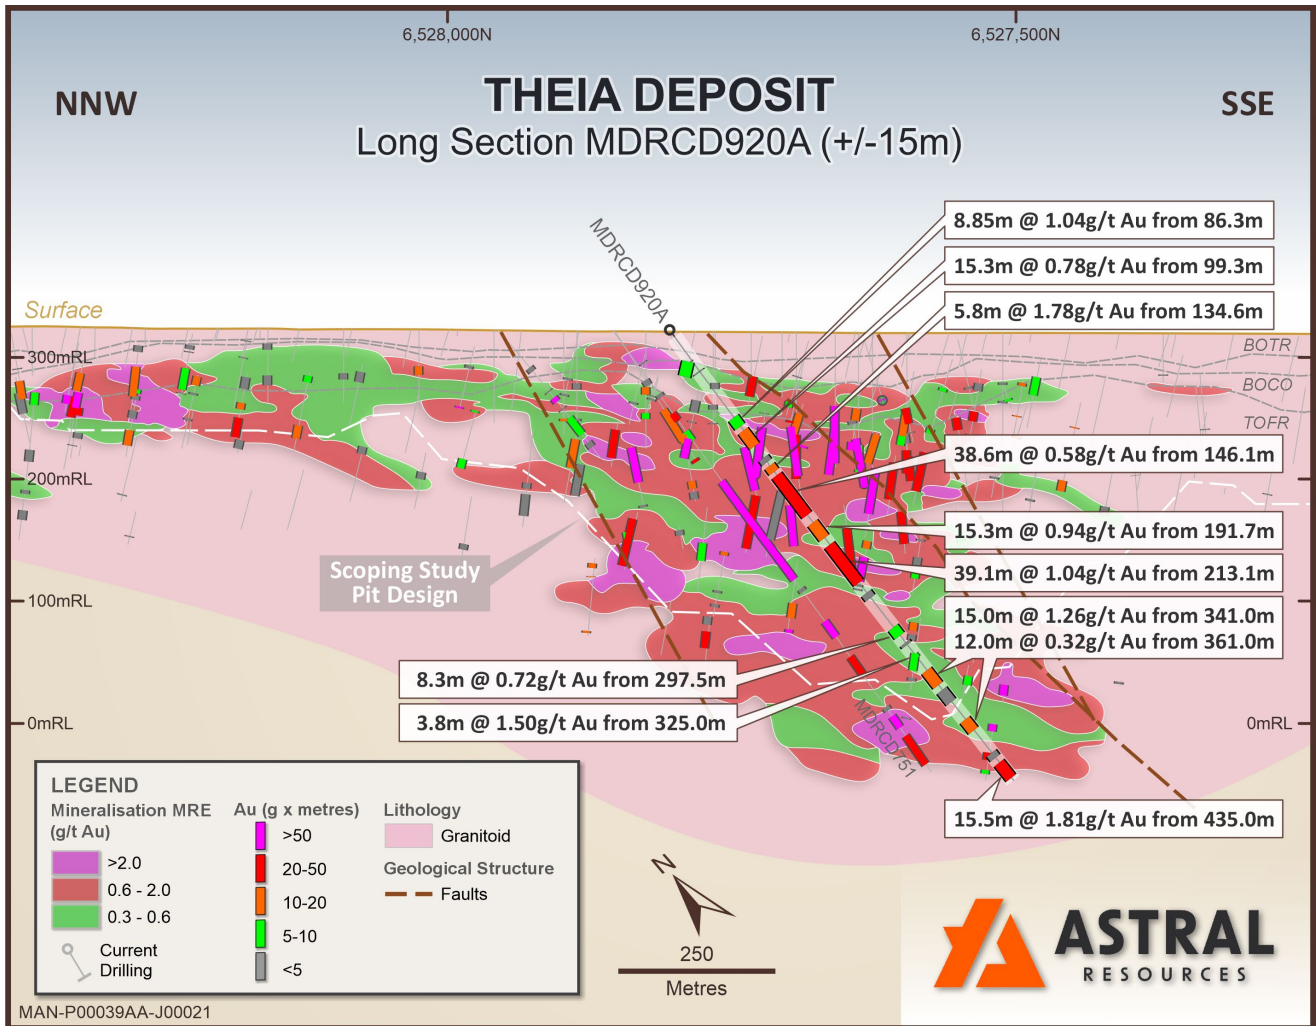 6,528,000N
6,527,500N
NNW
THEIA DEPOSIT
SSE
Long Section MDRCD920A (+/-15m)
MDRCD920A
8.85m @ 1.04g/t Au from 86.3m
15.3m @ 0.78g/t Au from 99.3m
5.8m @ 1.78g/t Au from 134.6m
Surface
300mRL
BOTR
BOCO
TOFR
38.6m @ 0.58g/t Au from 146.1m
200mRL
15.3m @ 0.94g/t Au from 191.7m
Scoping Study
Pit Design
39.1m @ 1.04g/t Au from 213.1m
100mRL
15.0m @ 1.26g/t Au from 341.0m
12.0m @ 0.32g/t Au from 361.0m
8.3m @ 0.72g/t Au from 297.5m
3.8m @ 1.50g/t Au from 325.0m
0mRL
0mRL
MDRCD751
15.5m @ 1.81g/t Au from 435.0m
LEGEND
Mineralisation MRE
(g/t Au)
>2.0
0.6 - 2.0
0.3 - 0.6
Current
Drilling
Au (g x metres)
>50
20-50
10-20
5-10
<5
Lithology
Granitoid
Geological Structure
Faults
N
250
Metres
ASTRAL
RESOURCES
MAN-P00039AA-J00021